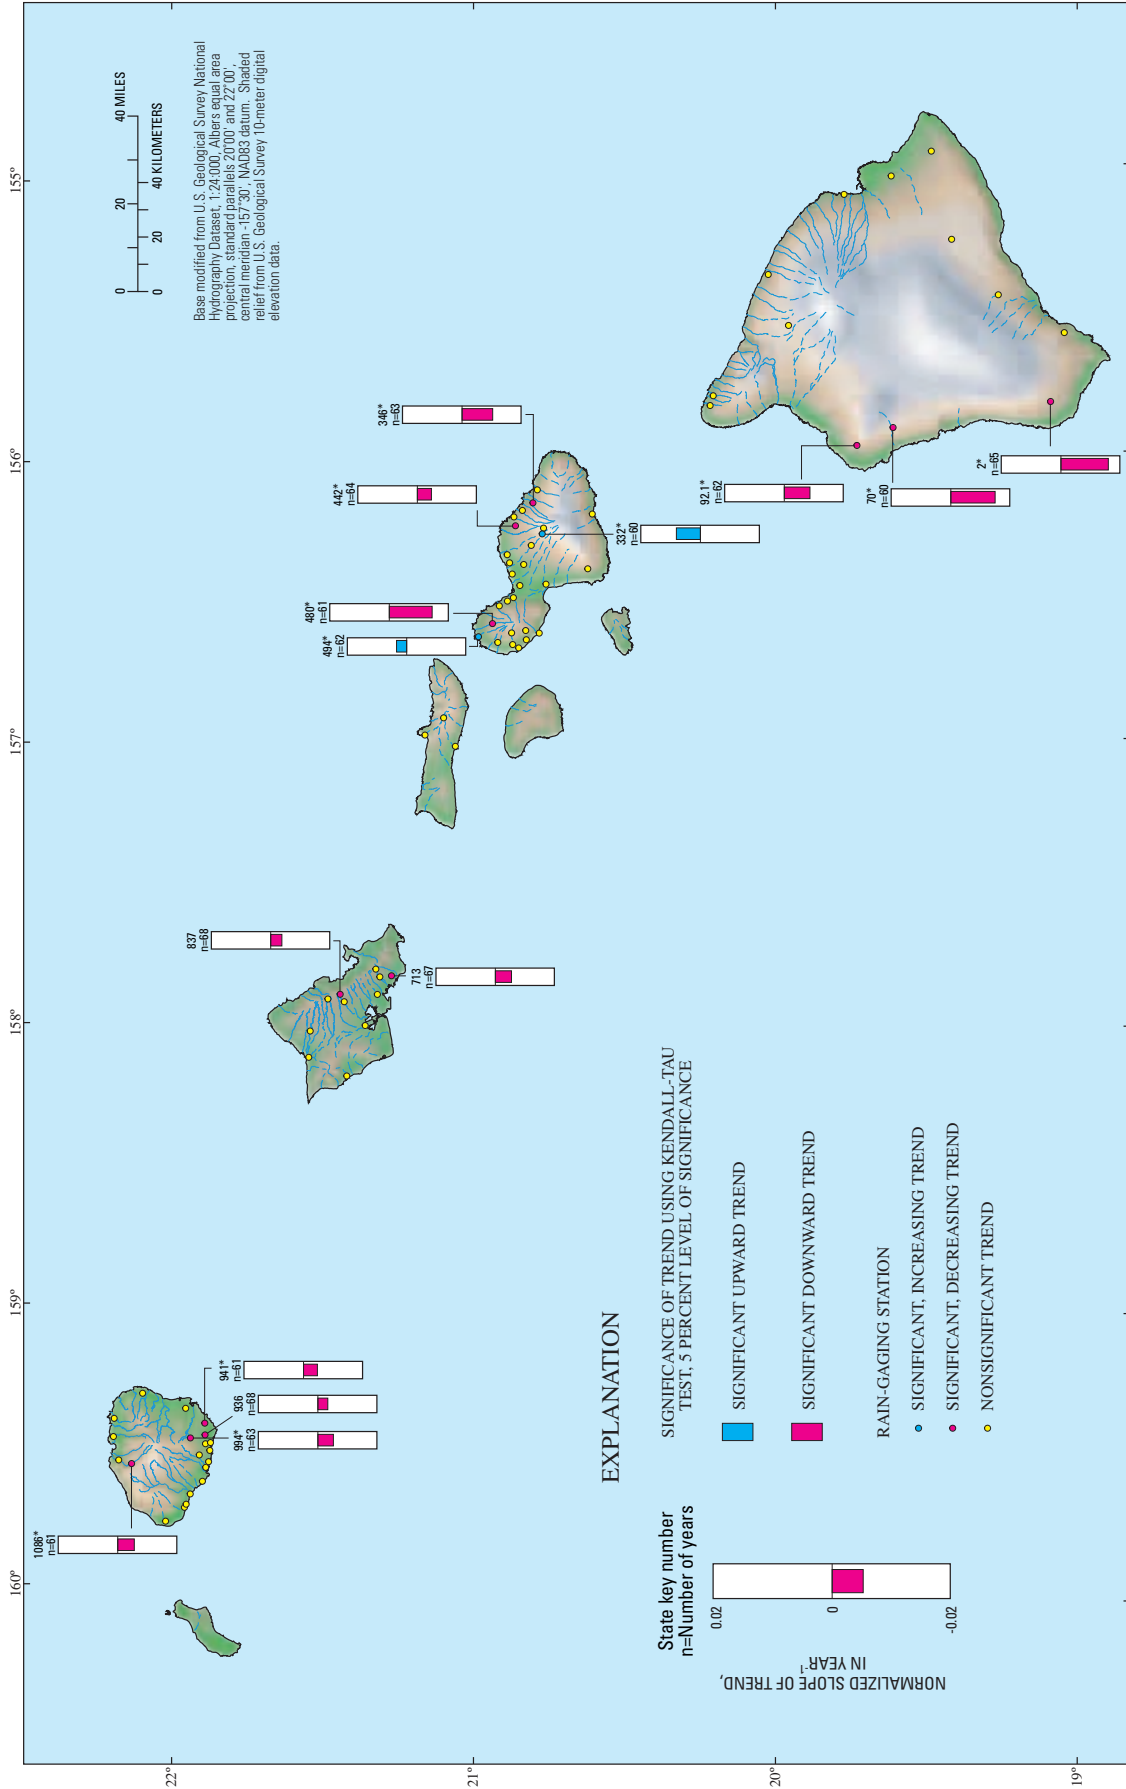 160°
159°
158°
157°
156°
155°
22°
21°
20°
19°
0 20 40 MILES
0 20 40 KILOMETERS
Base modified from U.S. Geological Survey National
Hydrography Dataset, 1:24:000, Albers equal area
projection, standard parallels 20°00' and 22°00',
central meridian -157°30', NAD83 datum. Shaded
relief from U.S. Geological Survey 10-meter digital
elevation data.
1086*
n=61
994*
n=63
936
n=68
941*
n=61
837
n=68
713
n=67
494*
n=62
480*
n=61
442*
n=64
346*
n=63
332*
n=60
92.1*
n=62
70*
n=60
2*
n=65
EXPLANATION
State key number
n=Number of years
0.02
0
-0.02
NORMALIZED SLOPE OF TREND,
IN YEAR-1
SIGNIFICANCE OF TREND USING KENDALL-TAU
TEST, 5 PERCENT LEVEL OF SIGNIFICANCE
SIGNIFICANT UPWARD TREND
SIGNIFICANT DOWNWARD TREND
RAIN-GAGING STATION
SIGNIFICANT, INCREASING TREND
SIGNIFICANT, DECREASING TREND
NONSIGNIFICANT TREND